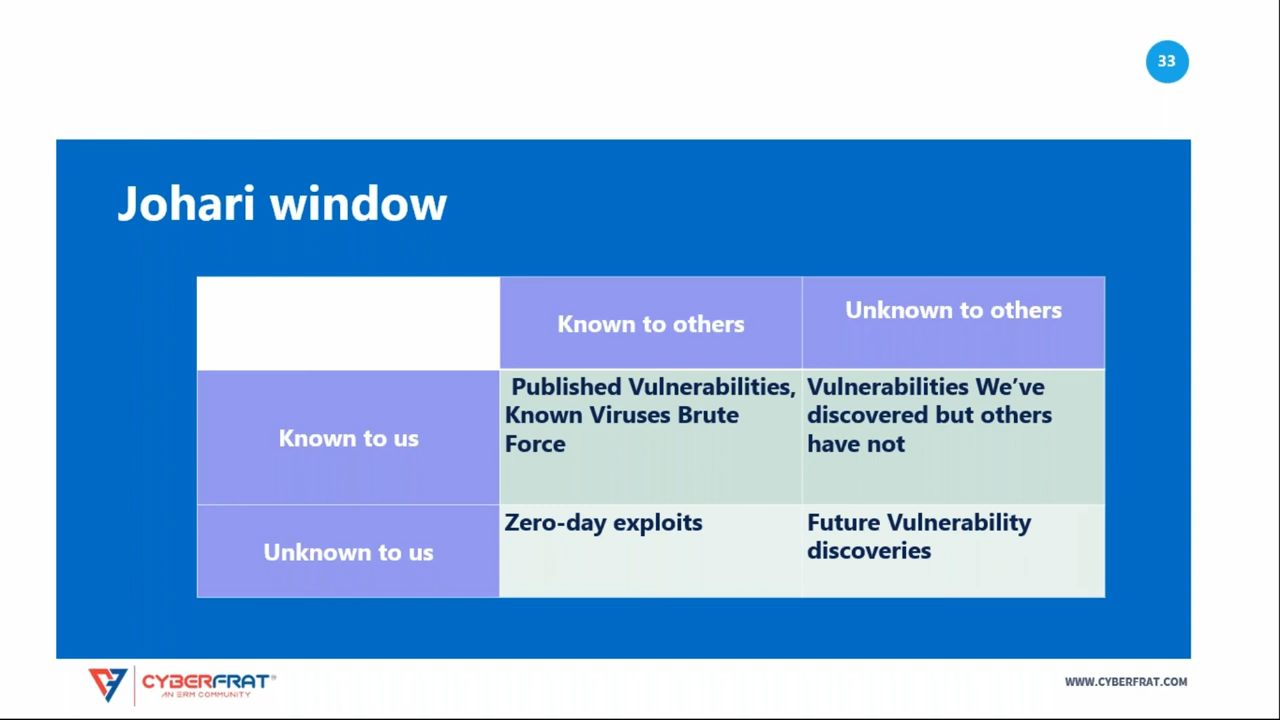 33
Johari window
Known to others
Unknown to others
Known to us
Published Vulnerabilities,
Known Viruses Brute
Force
Vulnerabilities We’ve
discovered but others
have not
Unknown to us
Zero-day exploits
Future Vulnerability
discoveries
CYBERFRAT®
AN ERM COMMUNITY
WWW.CYBERFRAT.COM